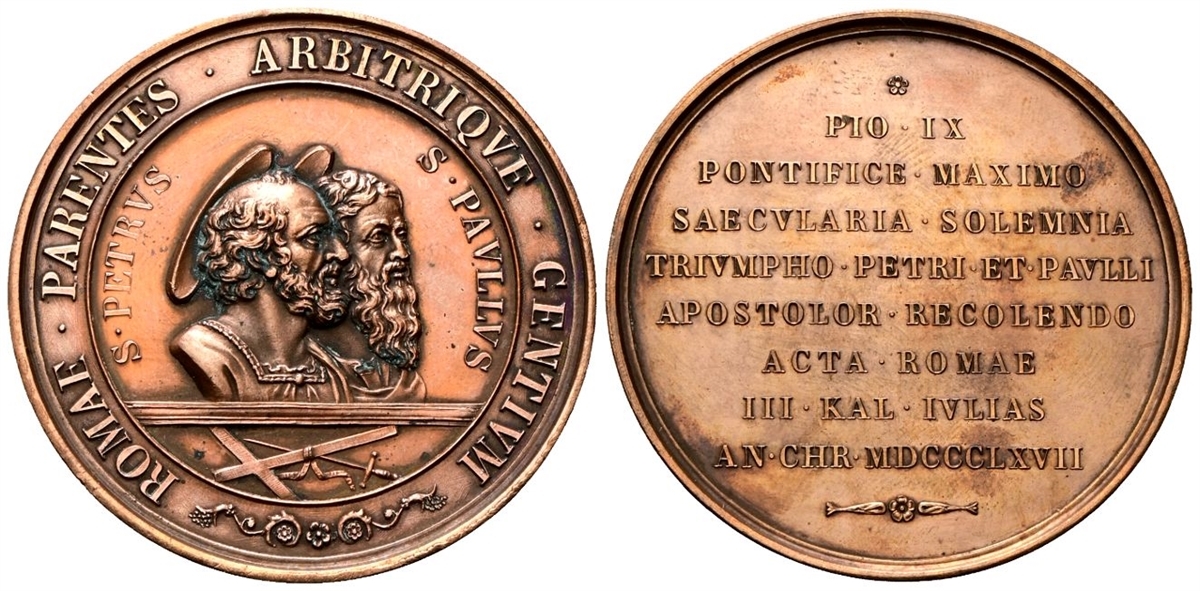 ROMAE · PARENTES · ARBITRIQVE · GENTIVM
S · PETRVS
S · PAVLLVS
PIO · IX
PONTIFICE · MAXIMO
SAECVLARIA · SOLEMNIA
TRIVMPHO · PETRI · ET · PAVLLI
APOSTOLOR · RECOLENDO
ACTA · ROMAE
III · KAL · IVLIAS
AN · CHR · MDCCCLXVII